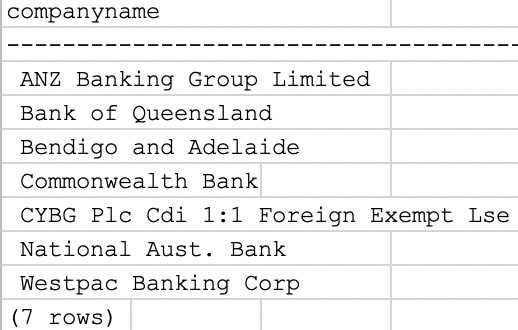 companyname
--------------------------------------
ANZ Banking Group Limited
Bank of Queensland
Bendigo and Adelaide
Commonwealth Bank
CYBG Plc Cdi 1:1 Foreign Exempt Lse
National Aust. Bank
Westpac Banking Corp
(7 rows)